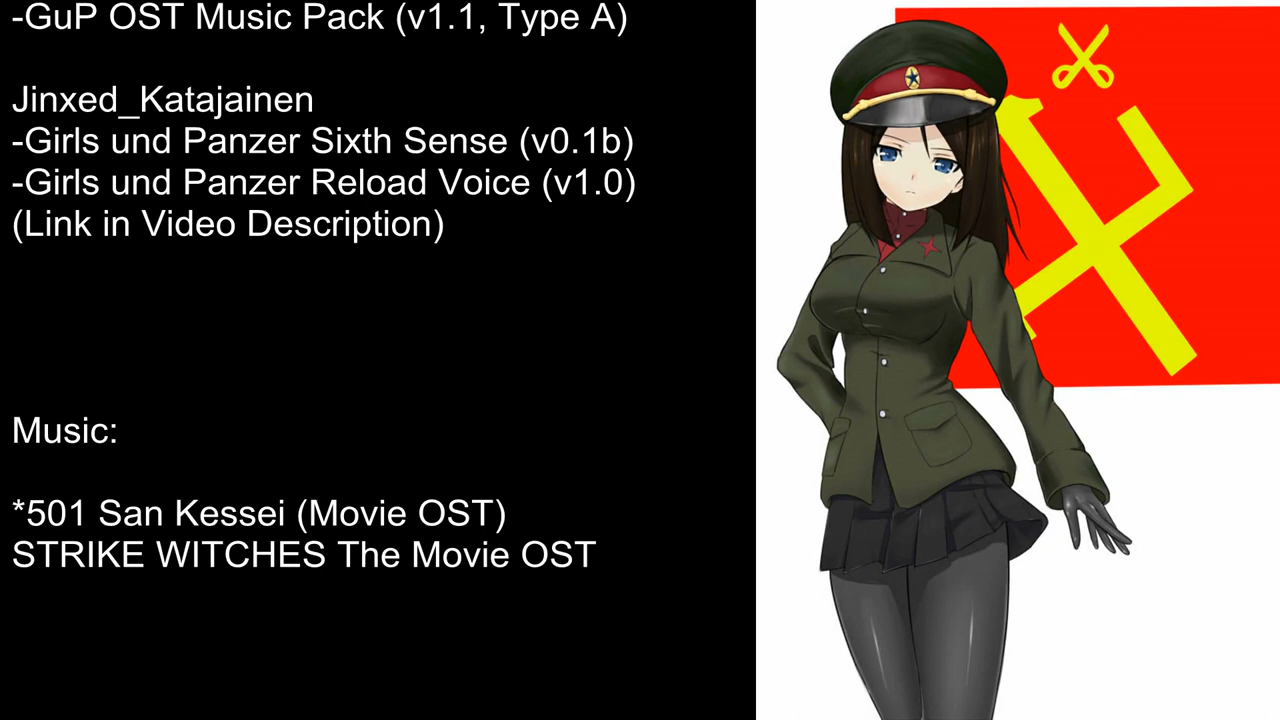 -GuP OST Music Pack (v1.1, Type A)
Jinxed_Katajainen
-Girls und Panzer Sixth Sense (v0.1b)
-Girls und Panzer Reload Voice (v1.0)
(Link in Video Description)
Music:
*501 San Kessei (Movie OST)
STRIKE WITCHES The Movie OST